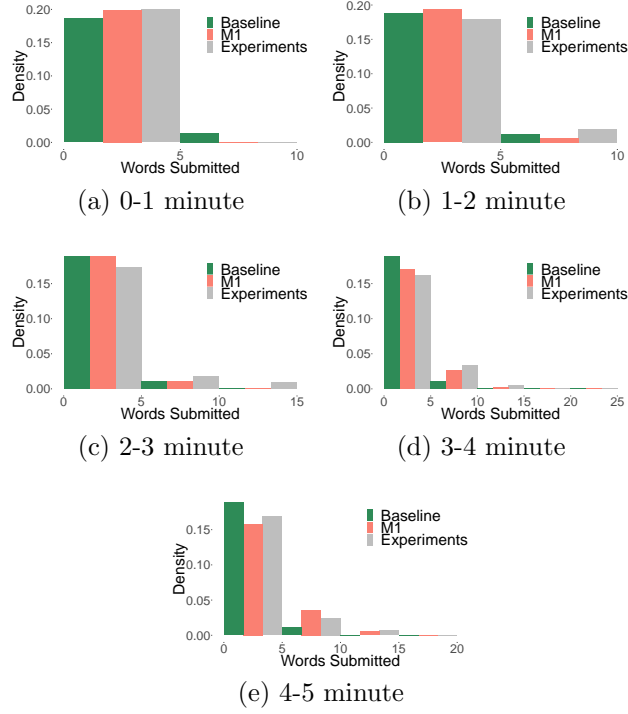 0.20
0.15
0.10
0.05
0.00
Density
Baseline
M1
Experiments
0 5 10
Words Submitted
(a) 0-1 minute
0.20
0.15
0.10
0.05
0.00
Density
Baseline
M1
Experiments
0 5 10
Words Submitted
(b) 1-2 minute
0.15
0.10
0.05
0.00
Density
Baseline
M1
Experiments
0 5 10 15
Words Submitted
(c) 2-3 minute
0.15
0.10
0.05
0.00
Density
Baseline
M1
Experiments
0 5 10 15 20 25
Words Submitted
(d) 3-4 minute
0.15
0.10
0.05
0.00
Density
Baseline
M1
Experiments
0 5 10 15 20
Words Submitted
(e) 4-5 minute